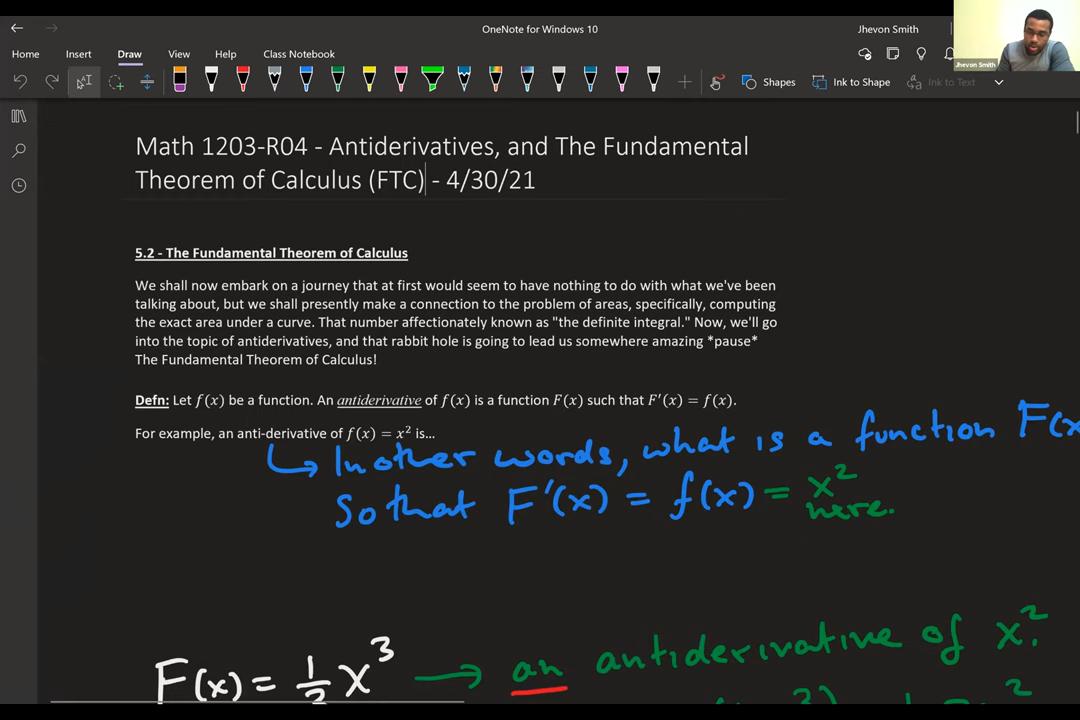 OneNote for Windows 10
Jhevon Smith
Home Insert Draw View Help Class Notebook
Shapes Ink to Shape Ink to Text
Jhevon Smith
Math 1203-R04 - Antiderivatives, and The Fundamental
Theorem of Calculus (FTC) - 4/30/21
5.2 - The Fundamental Theorem of Calculus
We shall now embark on a journey that at first would seem to have nothing to do with what we've been
talking about, but we shall presently make a connection to the problem of areas, specifically, computing
the exact area under a curve. That number affectionately known as "the definite integral." Now, we'll go
into the topic of antiderivatives, and that rabbit hole is going to lead us somewhere amazing *pause*
The Fundamental Theorem of Calculus!
Defn: Let f(x) be a function. An antiderivative of f(x) is a function F(x) such that F′(x) = f(x).
For example, an anti-derivative of f(x) = x² is...
↳ In other words, what is a function F(x
So that F'(x) = f(x) = x²
here.
F(x) = x³ → an antiderivative of x².